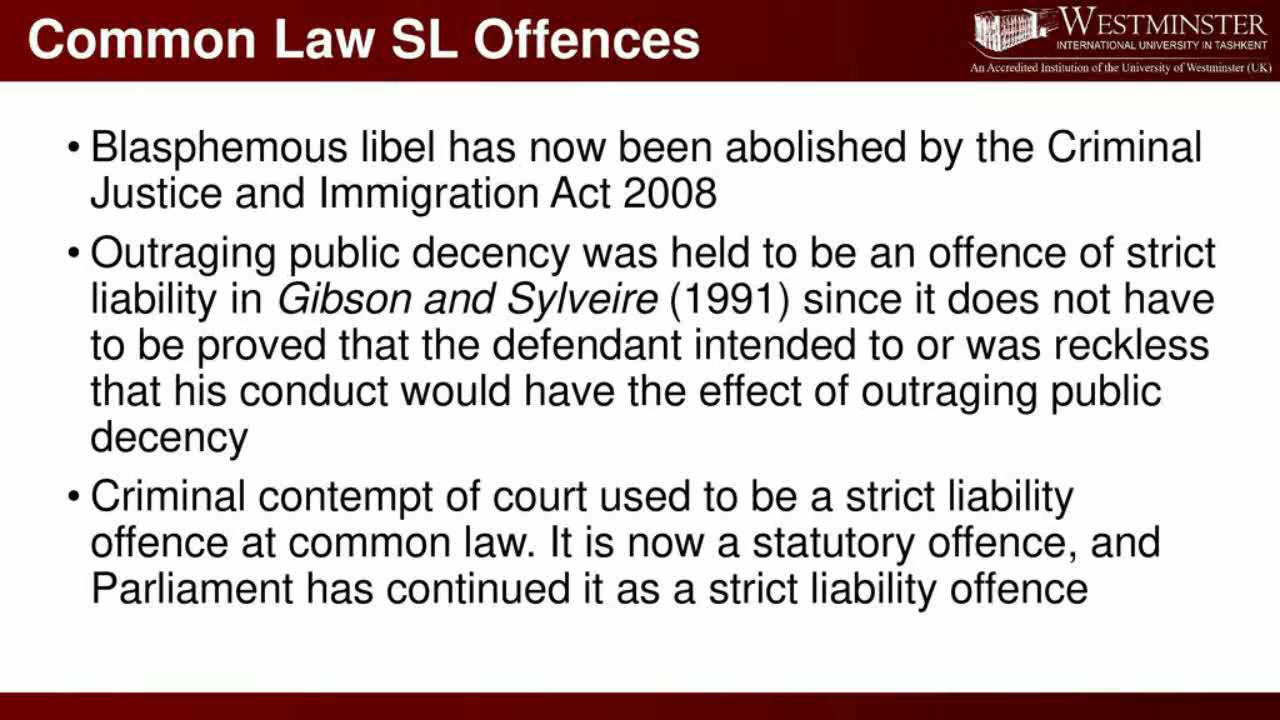 Common Law SL Offences
WESTMINSTER
INTERNATIONAL UNIVERSITY IN TASHKENT
An Accredited Institution of the University of Westminster (UK)
• Blasphemous libel has now been abolished by the Criminal
Justice and Immigration Act 2008
• Outraging public decency was held to be an offence of strict
liability in Gibson and Sylveire (1991) since it does not have
to be proved that the defendant intended to or was reckless
that his conduct would have the effect of outraging public
decency
• Criminal contempt of court used to be a strict liability
offence at common law. It is now a statutory offence, and
Parliament has continued it as a strict liability offence